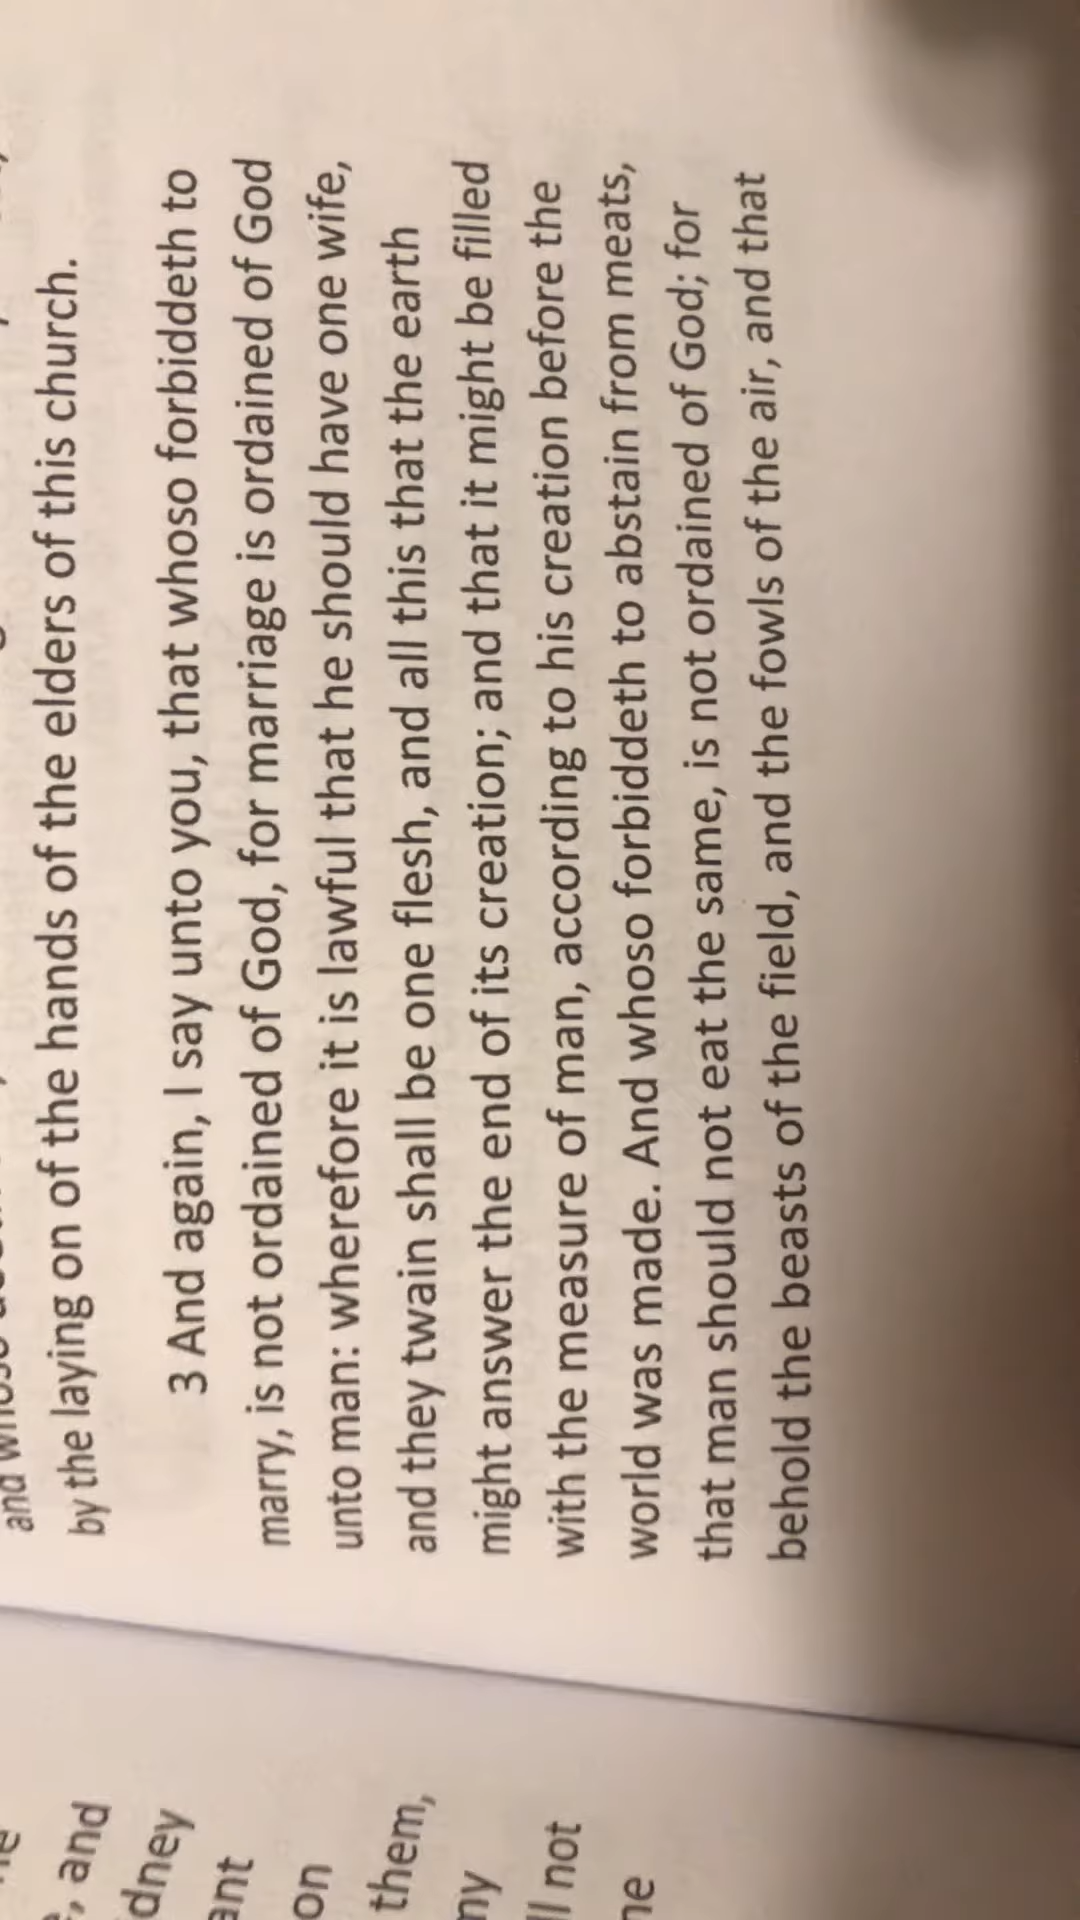 by the laying on of the hands of the elders of this church.
3 And again, I say unto you, that whoso forbiddeth to
marry, is not ordained of God, for marriage is ordained of God
unto man: wherefore it is lawful that he should have one wife,
and they twain shall be one flesh, and all this that the earth
might answer the end of its creation; and that it might be filled
with the measure of man, according to his creation before the
world was made. And whoso forbiddeth to abstain from meats,
that man should not eat the same, is not ordained of God; for
behold the beasts of the field, and the fowls of the air, and that
, and
them,
not